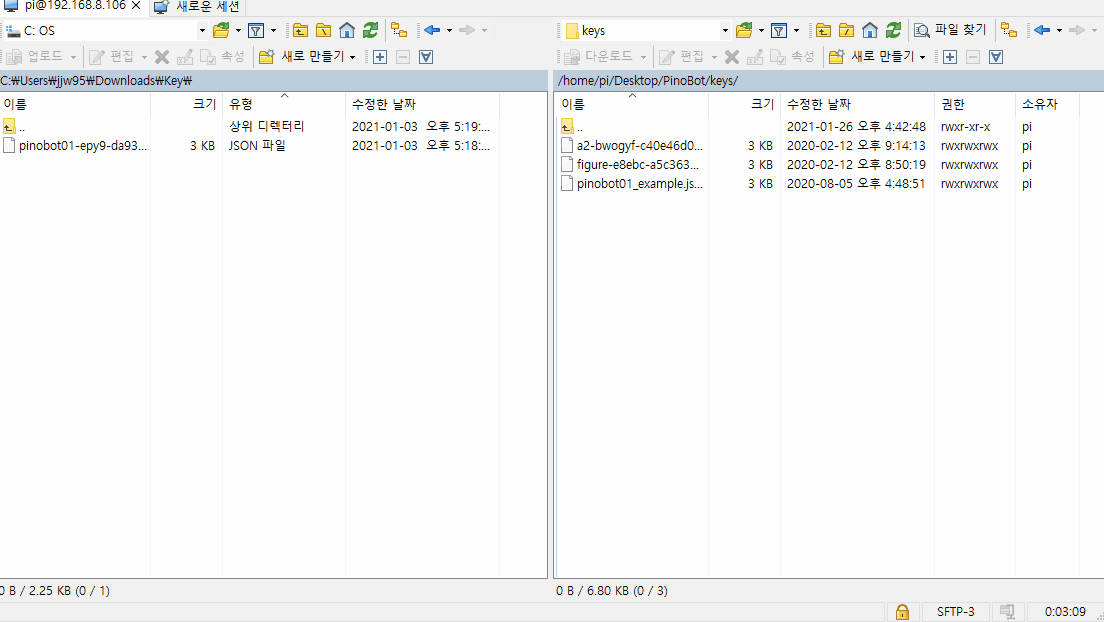 pi@192.168.8.106 × 새로운 세션
C: OS
keys 파일 찾기
업로드 편집 속성 새로 만들기
다운로드 편집 속성 새로 만들기
C:₩Users₩jjw95₩Downloads₩Key₩
/home/pi/Desktop/PinoBot/keys/
이름 크기 유형 수정한 날짜
.. 상위 디렉터리 2021-01-03 오후 5:19:...
pinobot01-epy9-da93... 3 KB JSON 파일 2021-01-03 오후 5:18:...
이름 크기 수정한 날짜 권한 소유자
.. 2021-01-26 오후 4:42:48 rwxr-xr-x pi
a2-bwogyf-c40e46d0... 3 KB 2020-02-12 오후 9:14:13 rwxrwxrwx pi
figure-e8ebc-a5c363... 3 KB 2020-02-12 오후 8:50:19 rwxrwxrwx pi
pinobot01_example.js... 3 KB 2020-08-05 오후 4:48:51 rwxrwxrwx pi
0 B / 2.25 KB (0 / 1)
0 B / 6.80 KB (0 / 3)
SFTP-3 0:03:09